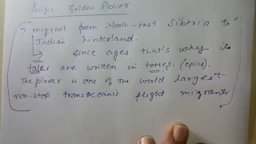 Golden Plover
→ migrant from North-east Siberia to
Indian hinterland.
→ since ages that's why its
tales are written in (epics).
The plover is one of the world largest
non-stop transoceanic flight migrants